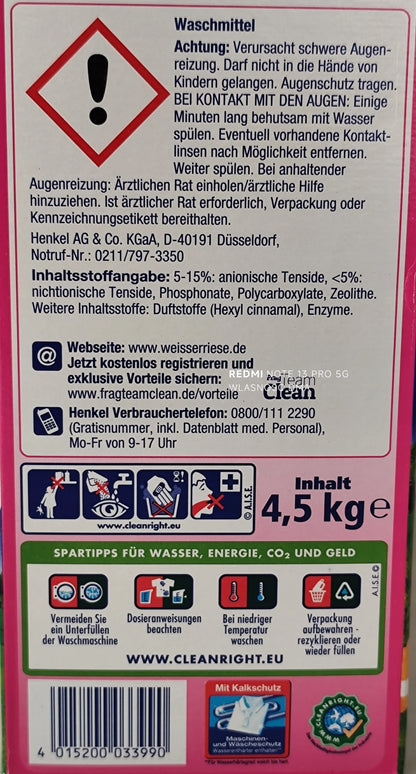 Waschmittel
Achtung: Verursacht schwere Augen-
reizung. Darf nicht in die Hände von
Kindern gelangen. Augenschutz tragen.
BEI KONTAKT MIT DEN AUGEN: Einige
Minuten lang behutsam mit Wasser
spülen. Eventuell vorhandene Kontakt-
linsen nach Möglichkeit entfernen.
Weiter spülen. Bei anhaltender
Augenreizung: Ärztlichen Rat einholen/ärztliche Hilfe
hinzuziehen. Ist ärztlicher Rat erforderlich, Verpackung oder
Kennzeichnungsetikett bereithalten.
Henkel AG & Co. KGaA, D-40191 Düsseldorf,
Notruf-Nr.: 0211/797-3350
Inhaltsstoffangabe: 5-15%: anionische Tenside, <5%:
nichtionische Tenside, Phosphonate, Polycarboxylate, Zeolithe.
Weitere Inhaltsstoffe: Duftstoffe (Hexyl cinnamal), Enzyme.
@ Webseite: www.weisserriese.de
Jetzt kostenlos registrieren und
exklusive Vorteile sichern:
www.fragteamclean.de/vorteile
Team
Clean
REDMI NOTE 13 PRO 5G
Henkel Verbrauchertelefon: 0800/111 2290
(Gratisnummer, inkl. Datenblatt med. Personal),
Mo-Fr von 9-17 Uhr
www.cleanright.eu
© A.I.S.E.
Inhalt
4,5 kg e
SPARTIPPS FÜR WASSER, ENERGIE, CO₂ UND GELD
Vermeiden Sie
ein Unterfüllen
der Waschmaschine
Dosieranweisungen
beachten
Bei niedriger
Temperatur
waschen
Verpackung
aufbewahren -
rezyklieren oder
wieder füllen
A.I.S.E.©
WWW.CLEANRIGHT.EU
4 015200 033990
Mit Kalkschutz
Maschinen-
und Wäscheschutz
WWW.CLEANRIGHT.EU